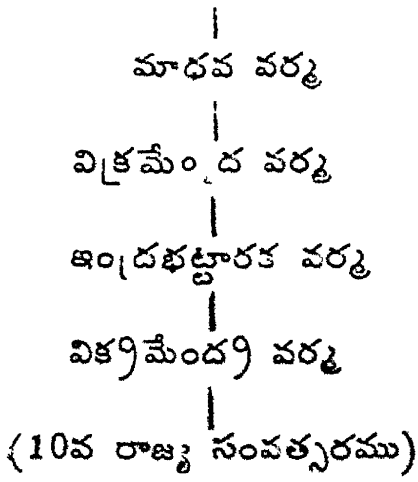 మాధవ వర్మ
విక్రమేంద్ర వర్మ
ఇంద్రభట్టారక వర్మ
విక్రమేంద్ర వర్మ
(10వ రాజ్య సంవత్సరము)